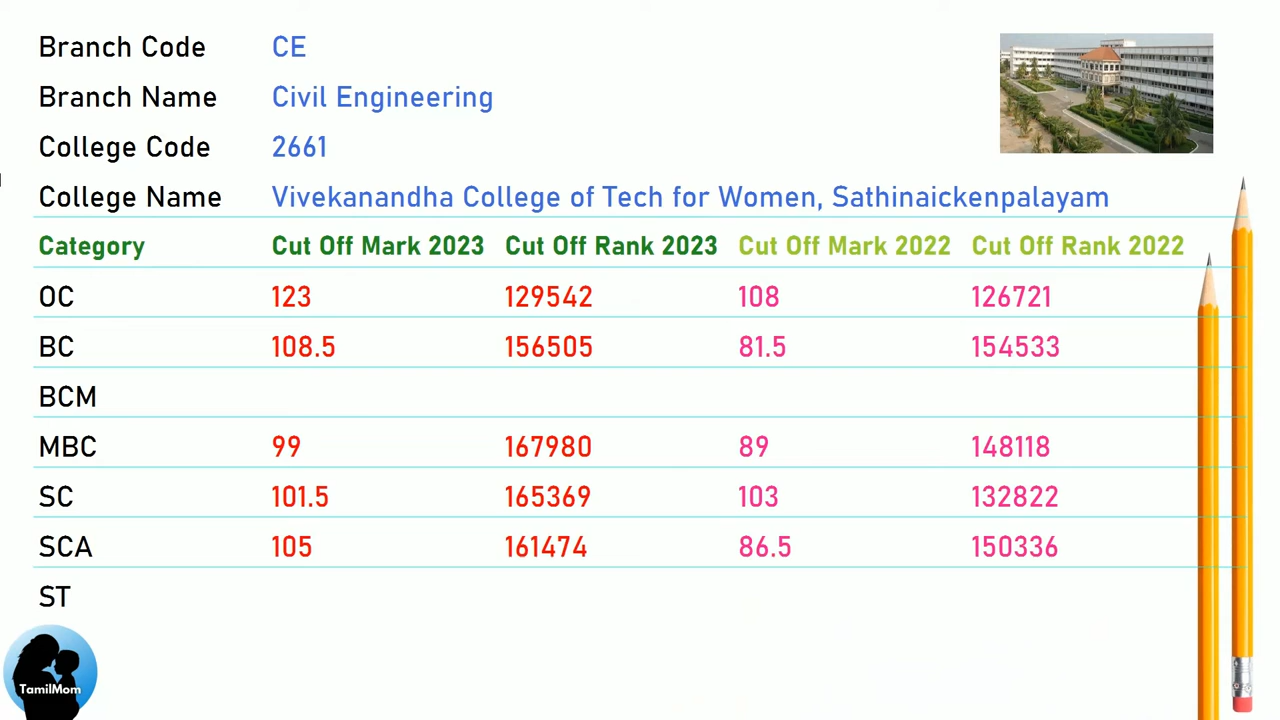 Branch Code CE
Branch Name Civil Engineering
College Code 2661
College Name Vivekanandha College of Tech for Women, Sathinaickenpalayam
Category Cut Off Mark 2023 Cut Off Rank 2023 Cut Off Mark 2022 Cut Off Rank 2022
OC 123 129542 108 126721
BC 108.5 156505 81.5 154533
BCM
MBC 99 167980 89 148118
SC 101.5 165369 103 132822
SCA 105 161474 86.5 150336
ST
TamilMom